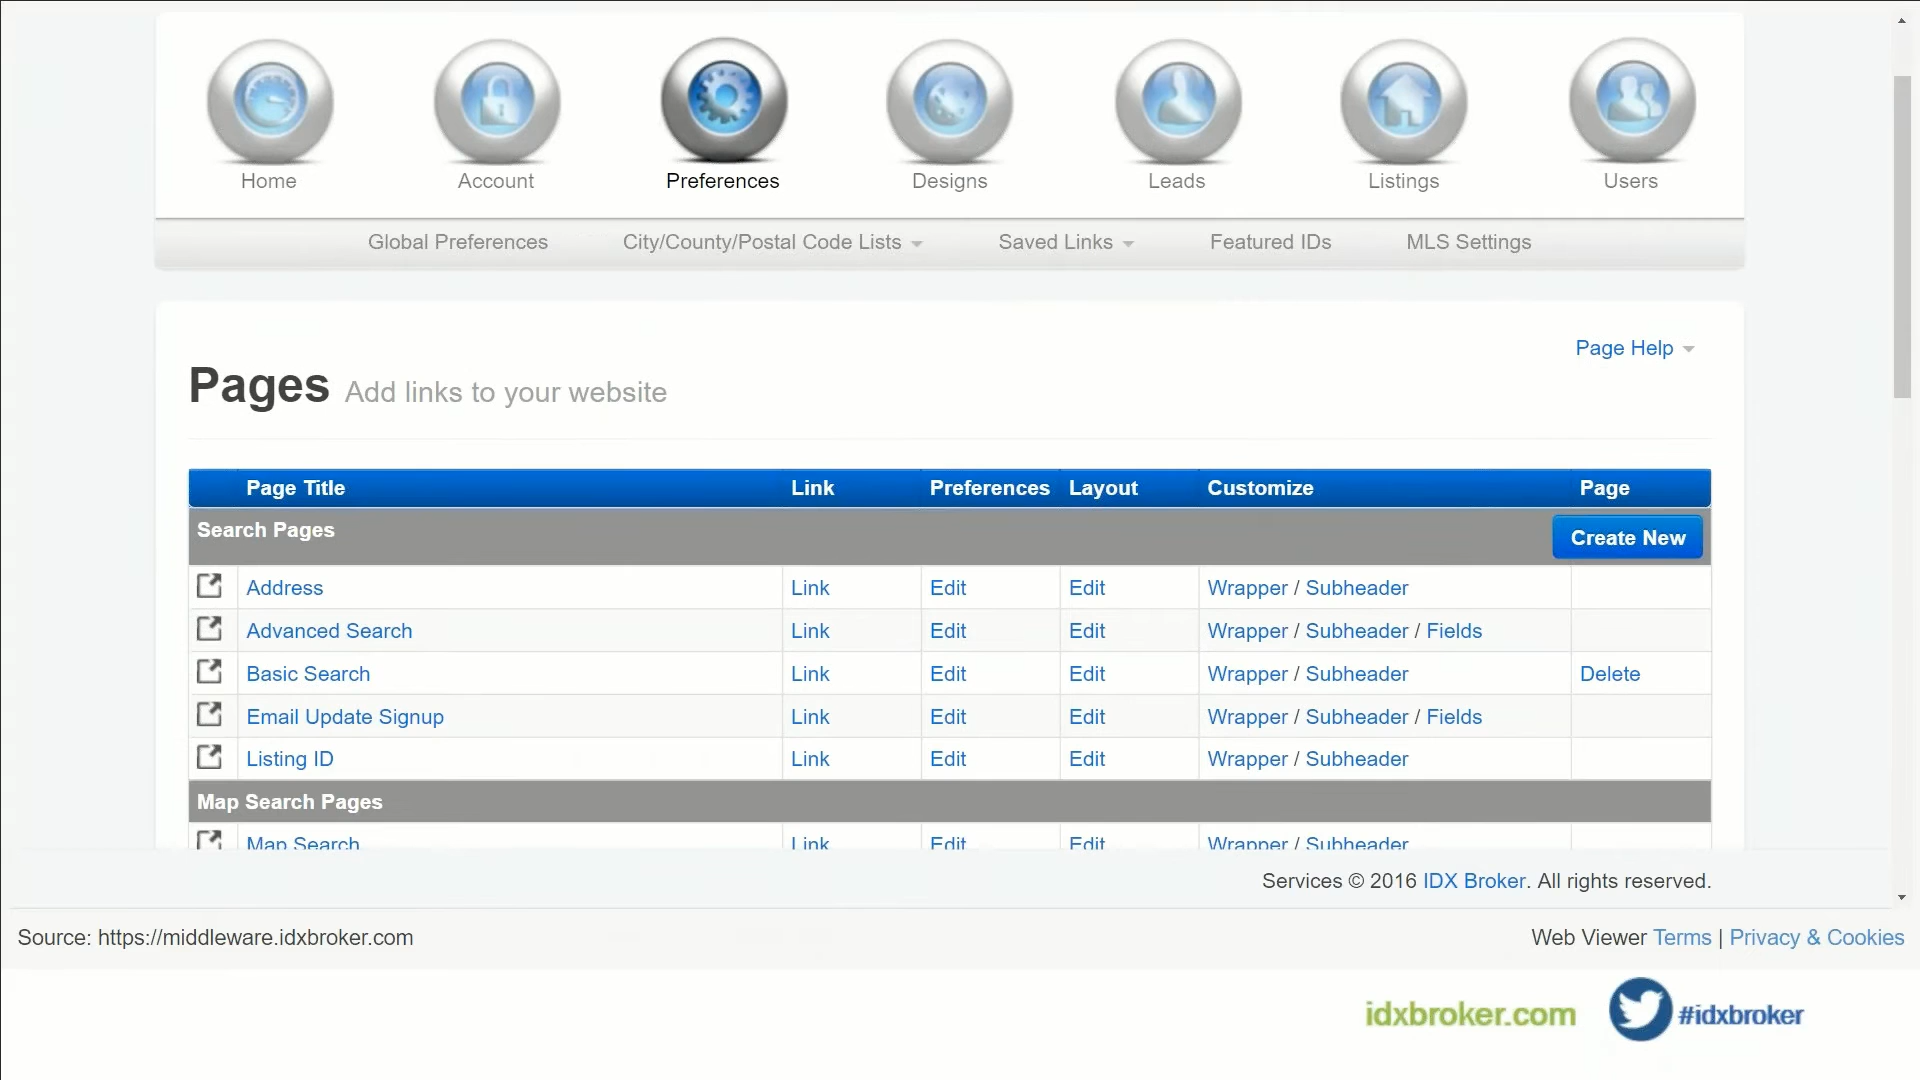 Home Account Preferences Designs Leads Listings Users
Global Preferences City/County/Postal Code Lists Saved Links Featured IDs MLS Settings
Page Help
Pages Add links to your website
Page Title Link Preferences Layout Customize Page
Search Pages Create New
Address Link Edit Edit Wrapper / Subheader
Advanced Search Link Edit Edit Wrapper / Subheader / Fields
Basic Search Link Edit Edit Wrapper / Subheader Delete
Email Update Signup Link Edit Edit Wrapper / Subheader / Fields
Listing ID Link Edit Edit Wrapper / Subheader
Map Search Pages
Map Search Link Edit Edit Wrapper / Subheader
Services © 2016 IDX Broker. All rights reserved.
Source: https://middleware.idxbroker.com Web Viewer Terms | Privacy & Cookies
idxbroker.com #idxbroker